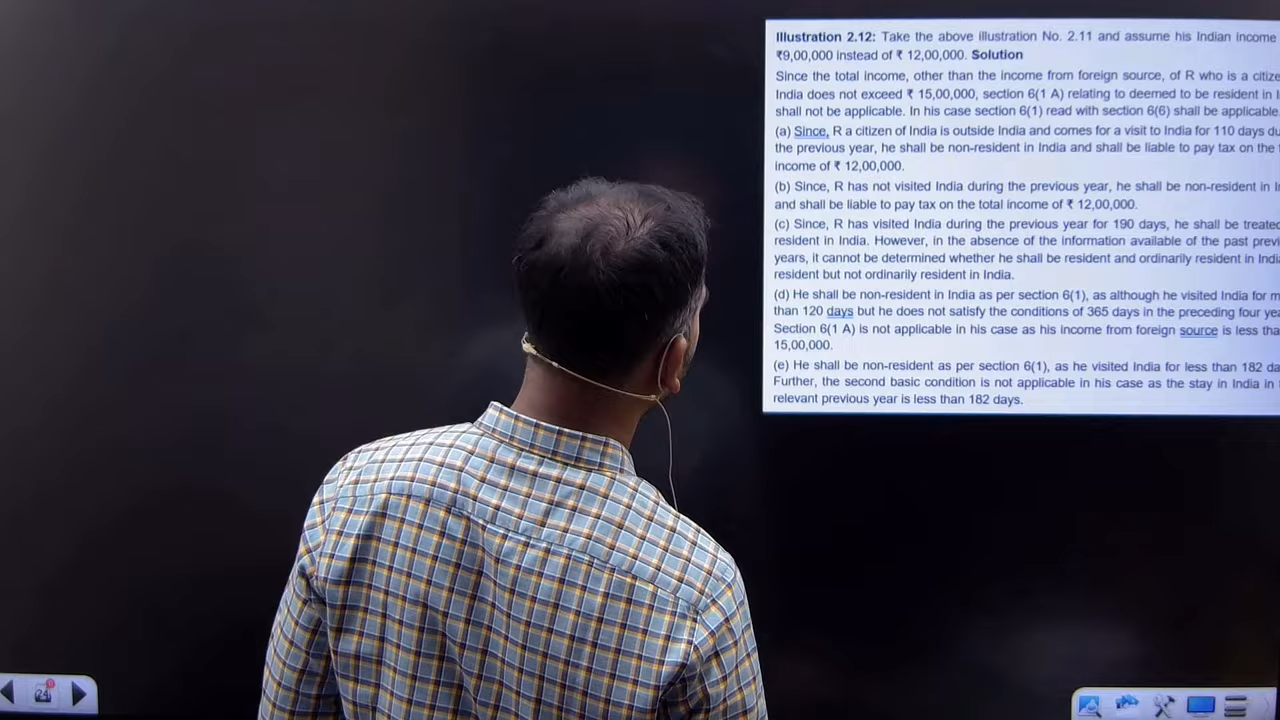 Illustration 2.12: Take the above illustration No. 2.11 and assume his Indian income
₹9,00,000 instead of ₹ 12,00,000. Solution
Since the total income, other than the income from foreign source, of R who is a
India does not exceed ₹ 15,00,000, section 6(1 A) relating to deemed to be resident in
shall not be applicable. In his case section 6(1) read with section 6(6) shall be applicable
(a) Since, R a citizen of India is outside India and comes for a visit to India for 110 days
the previous year, he shall be non-resident in India and shall be liable to pay tax on the
income of ₹ 12,00,000.
(b) Since, R has not visited India during the previous year, he shall be non-resident in
and shall be liable to pay tax on the total income of ₹ 12,00,000.
(c) Since, R has visited India during the previous year for 190 days, he shall be treated
resident in India. However, in the absence of the information available of the past
years, it cannot be determined whether he shall be resident and ordinarily resident in
resident but not ordinarily resident in India.
(d) He shall be non-resident in India as per section 6(1), as although he visited India for
than 120 days but he does not satisfy the conditions of 365 days in the preceding four
Section 6(1 A) is not applicable in his case as his income from foreign source is less
15,00,000.
(e) He shall be non-resident as per section 6(1), as he visited India for less than 182
Further, the second basic condition is not applicable in his case as the stay in India in
relevant previous year is less than 182 days.
24